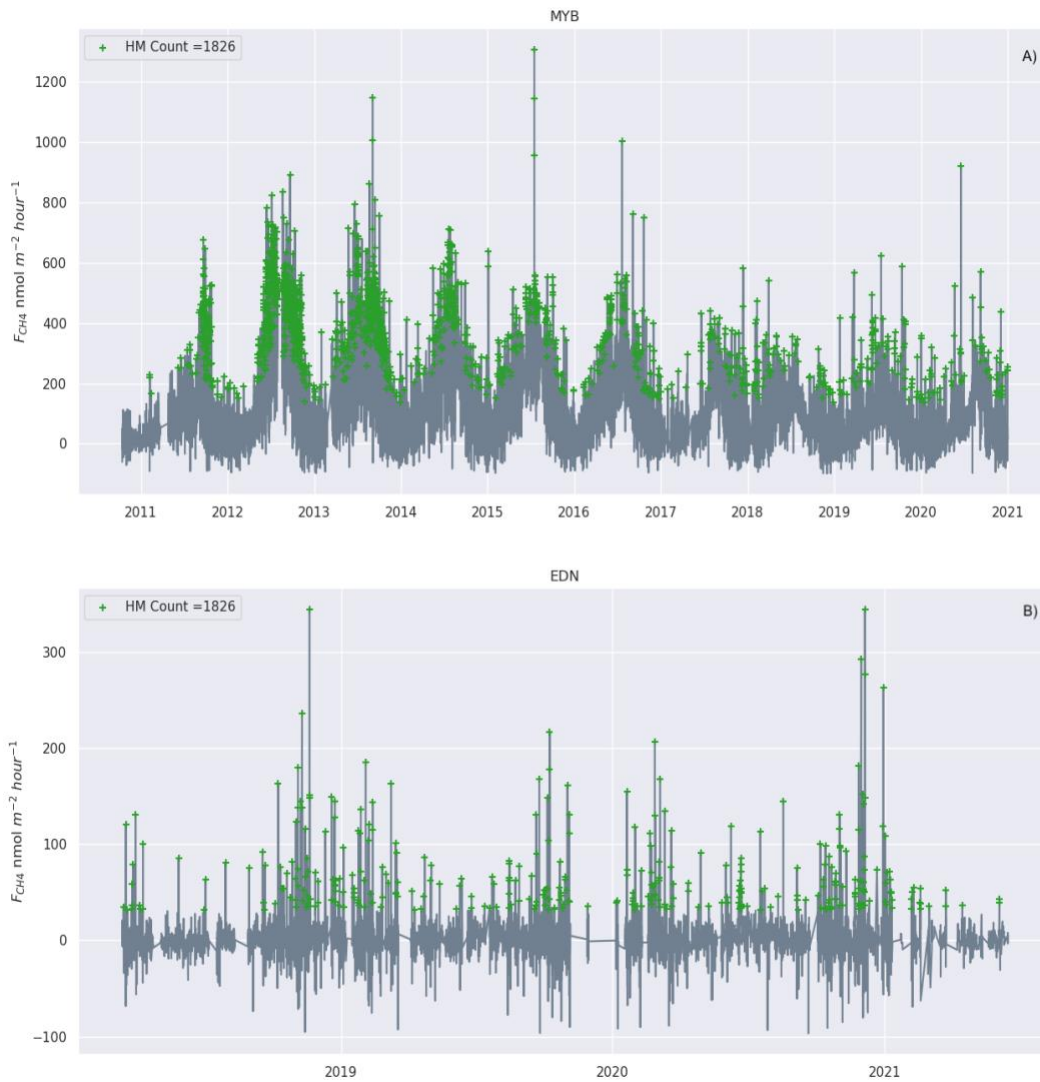 MYB
HM Count =1826
A)
1200
1000
800
600
400
200
0
F_CH4 nmol m⁻² hour⁻¹
2011 2012 2013 2014 2015 2016 2017 2018 2019 2020 2021
EDN
HM Count =1826
B)
300
200
100
0
−100
F_CH4 nmol m⁻² hour⁻¹
2019 2020 2021